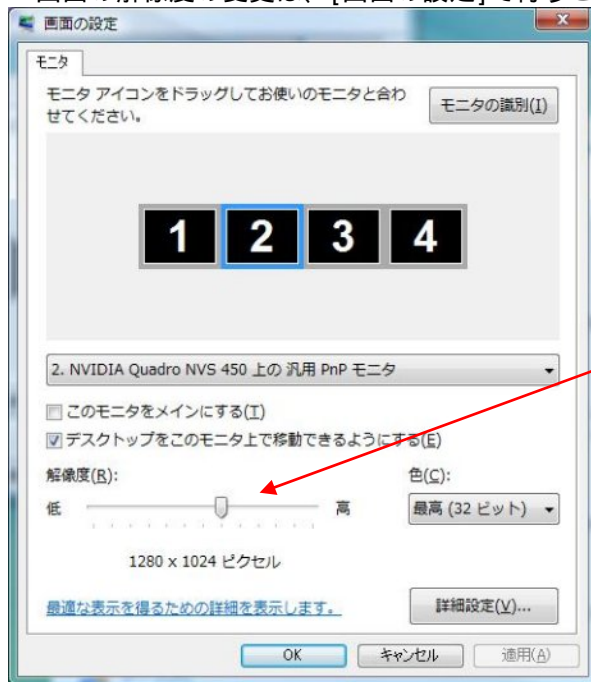 画面の設定
モニタ
モニタ アイコンをドラッグしてお使いのモニタと合わ
せてください。
モニタの識別(I)
1 2 3 4
2. NVIDIA Quadro NVS 450 上の 汎用 PnP モニタ
このモニタをメインにする(T)
デスクトップをこのモニタ上で移動できるようにする(E)
解像度(R):
色(C):
低
高
最高 (32 ビット)
1280 x 1024 ピクセル
最適な表示を得るための詳細を表示します。
詳細設定(V)...
OK
キャンセル
適用(A)